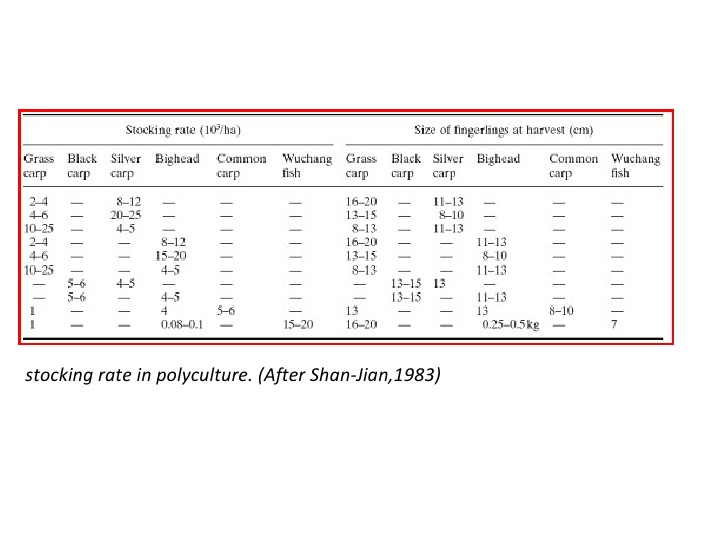 Stocking rate (10³/ha) Size of fingerlings at harvest (cm)
Grass Black Silver Bighead Common Wuchang Grass Black Silver Bighead Common Wuchang
carp carp carp carp fish carp carp carp carp fish
2–4 — 8–12 — — — 16–20 — 11–13 — — —
4–6 — 20–25 — — — 13–15 — 8–10 — — —
10–25 — 4–5 — — — 8–13 — 11–13 — — —
2–4 — — 8–12 — — 16–20 — — 11–13 — —
4–6 — — 15–20 — — 13–15 — — 8–10 — —
10–25 — — 4–5 — — 8–13 — — 11–13 — —
— 5–6 4–5 — — — — 13–15 13 — — —
— 5–6 — 4–5 — — — 13–15 — 11–13 — —
1 — — 4 5–6 — 13 — — 13 8–10 —
1 — — 0.08–0.1 — 15–20 16–20 — — 0.25–0.5kg — 7
stocking rate in polyculture. (After Shan-Jian,1983)